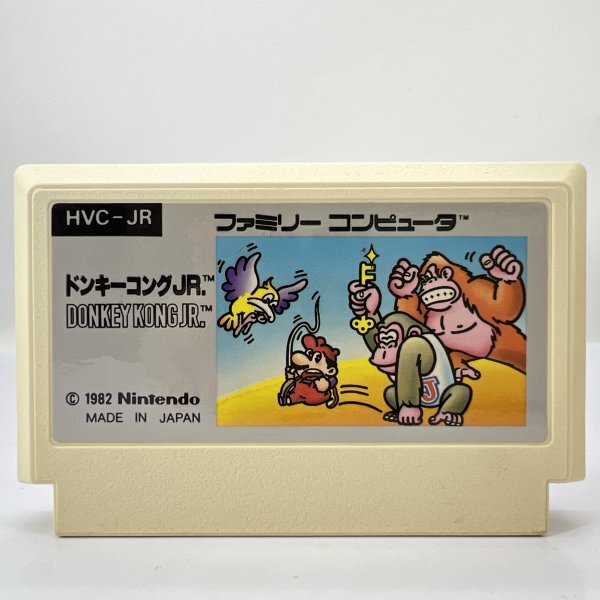 HVC-JR
ファミリー コンピュータ™
ドンキーコングJR.™
DONKEY KONG JR.™
© 1982 Nintendo
MADE IN JAPAN
J